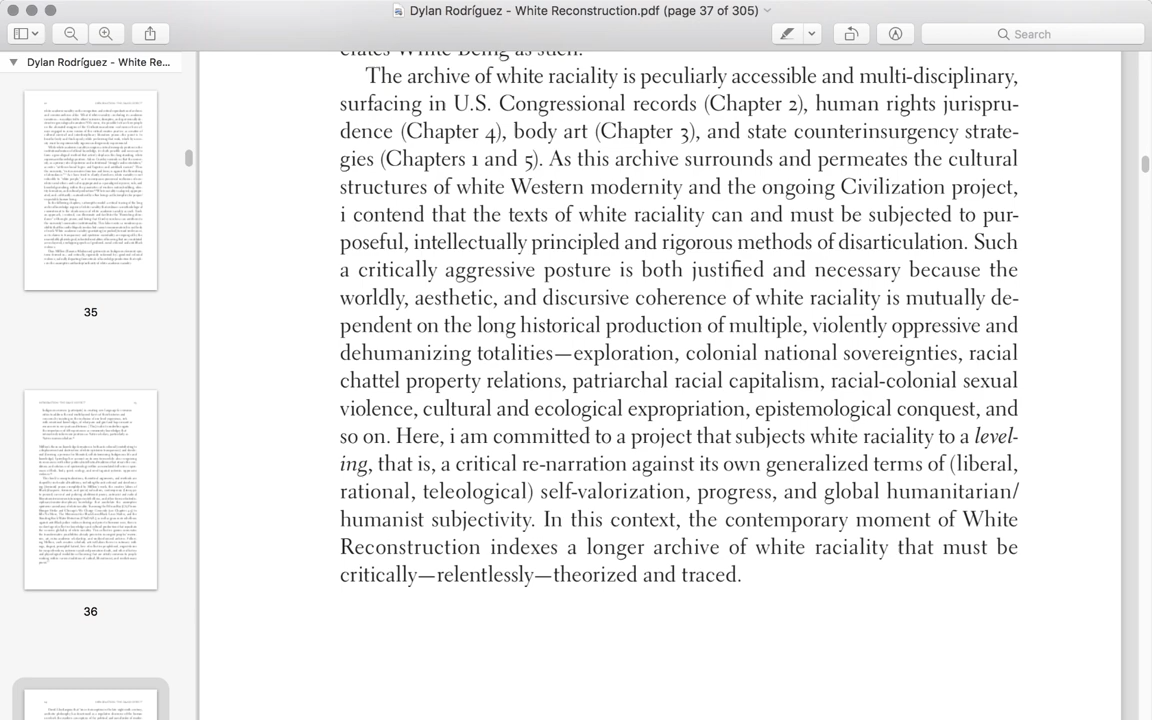 Dylan Rodríguez - White Reconstruction.pdf (page 37 of 305)
Search
Dylan Rodríguez - White Re...
35
36
The archive of white raciality is peculiarly accessible and multi-disciplinary,
surfacing in U.S. Congressional records (Chapter 2), human rights jurispru-
dence (Chapter 4), body art (Chapter 3), and state counterinsurgency strate-
gies (Chapters 1 and 5). As this archive surrounds and permeates the cultural
structures of white Western modernity and the ongoing Civilization project,
i contend that the texts of white raciality can and must be subjected to pur-
poseful, intellectually principled and rigorous methods of disarticulation. Such
a critically aggressive posture is both justified and necessary because the
worldly, aesthetic, and discursive coherence of white raciality is mutually de-
pendent on the long historical production of multiple, violently oppressive and
dehumanizing totalities—exploration, colonial national sovereignties, racial
chattel property relations, patriarchal racial capitalism, racial-colonial sexual
violence, cultural and ecological expropriation, epistemological conquest, and
so on. Here, i am committed to a project that subjects white raciality to a level-
ing, that is, a critical re-narration against its own generalized terms of (liberal,
rational, teleological) self-valorization, progress, and global humanitarian/
humanist subjectivity. In this context, the contemporary moment of White
Reconstruction indexes a longer archive of white raciality that must be
critically—relentlessly—theorized and traced.